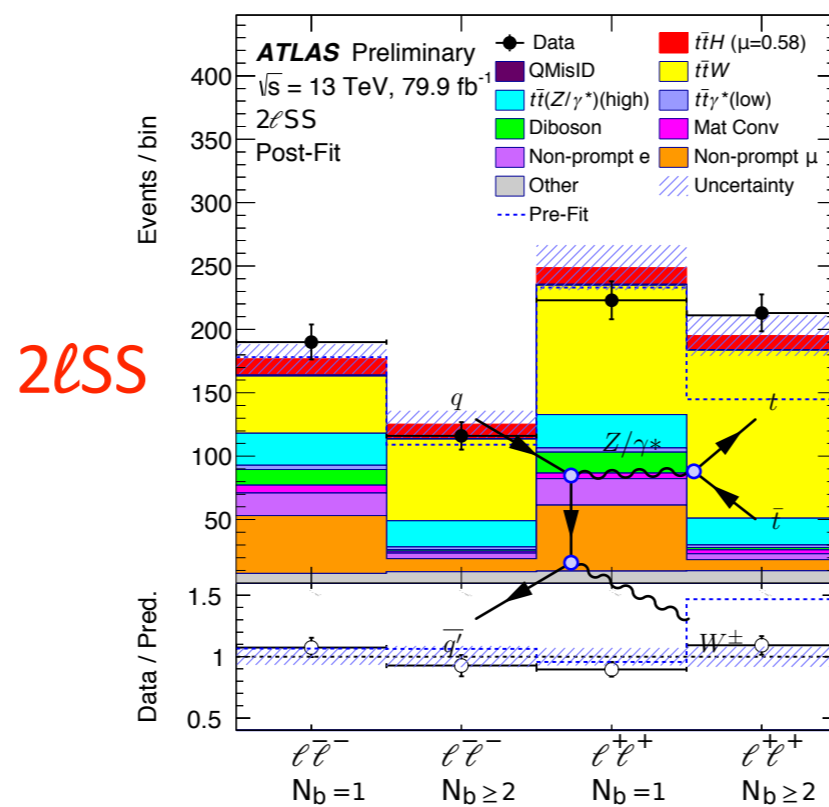 ATLAS Preliminary
√s = 13 TeV, 79.9 fb⁻¹
2ℓSS
Post-Fit
Data
tt̄H (μ=0.58)
QMisID
tt̄W
tt̄(Z/γ*)(high)
tt̄γ*(low)
Diboson
Mat Conv
Non-prompt e
Non-prompt μ
Other
Uncertainty
Pre-Fit
Events / bin
400
350
300
250
200
150
100
50
2ℓSS
q
Z/γ*
t
t̄
q̄′
W±
Data / Pred.
1.5
1
0.5
ℓ⁻ℓ⁻
N_b =1
ℓ⁻ℓ⁻
N_b ≥2
ℓ⁺ℓ⁺
N_b =1
ℓ⁺ℓ⁺
N_b ≥2